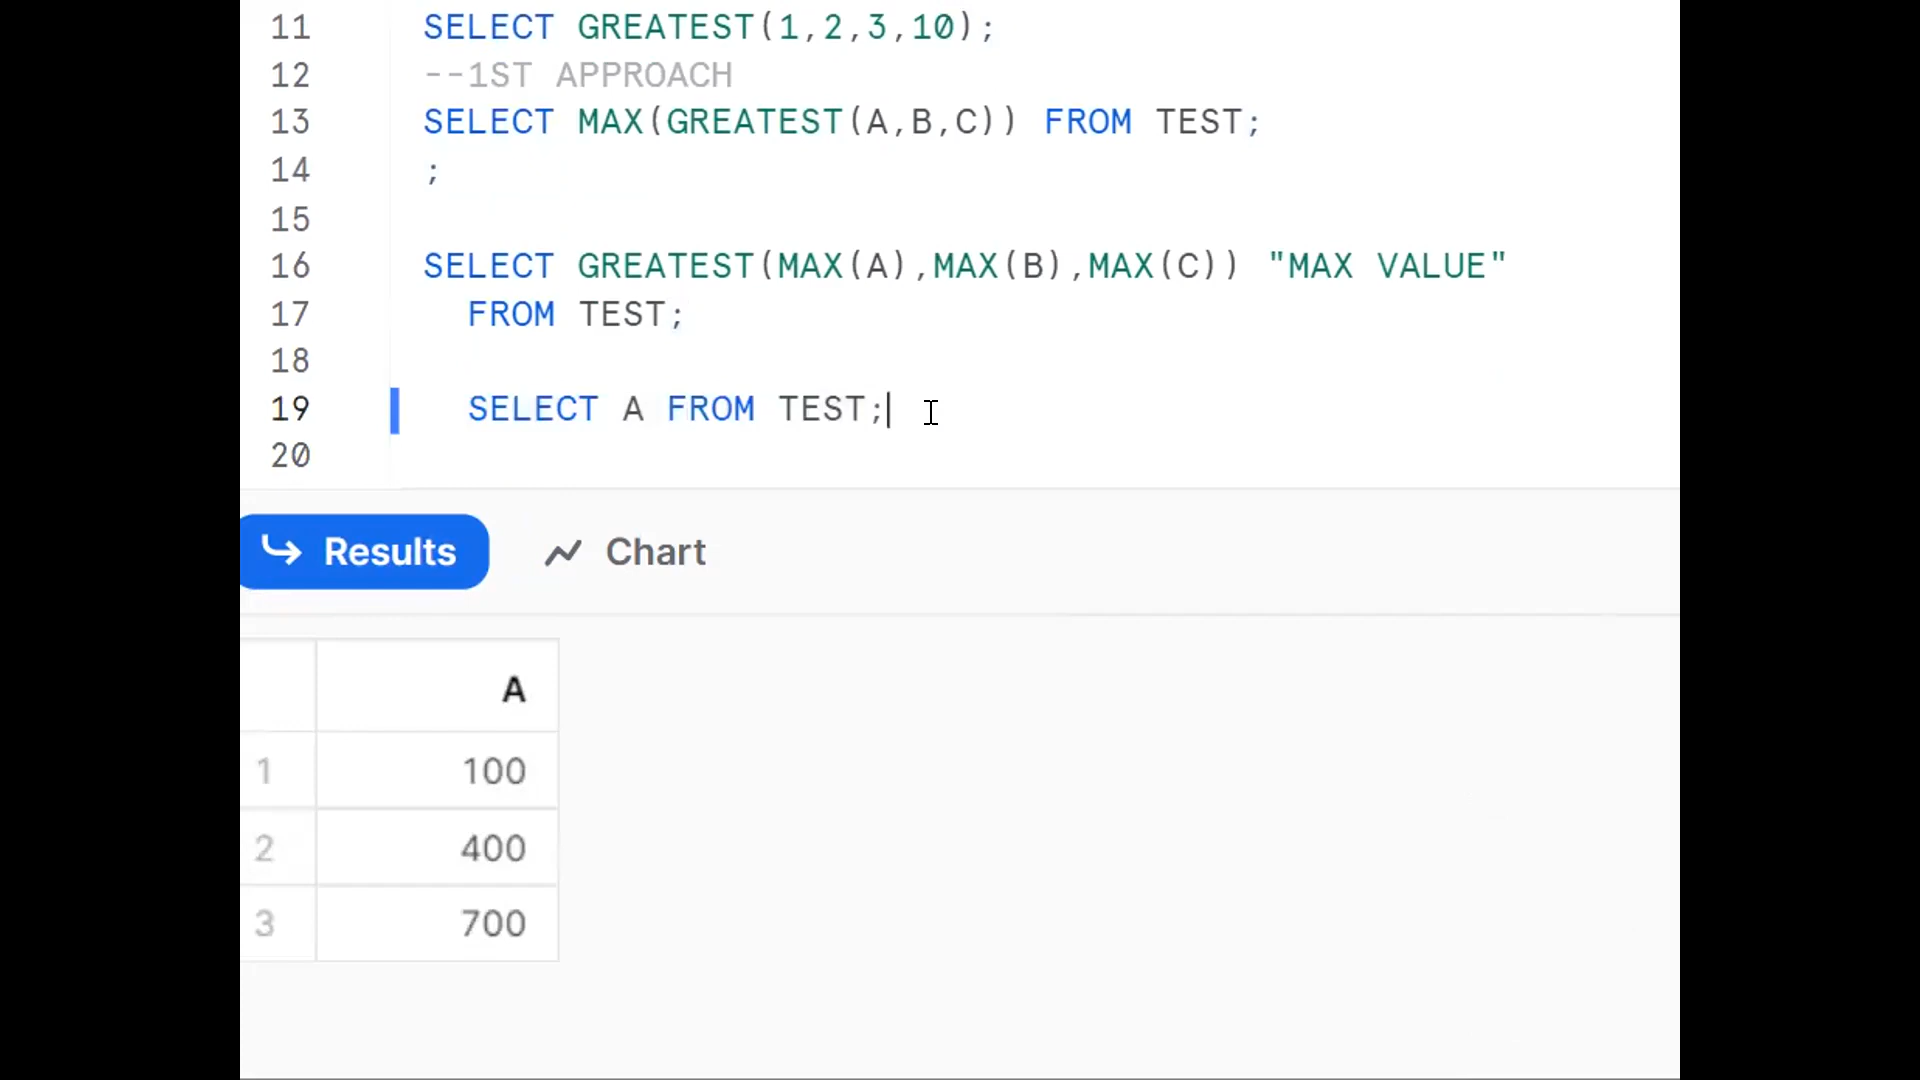 11 SELECT GREATEST(1,2,3,10);
12 --1ST APPROACH
13 SELECT MAX(GREATEST(A,B,C)) FROM TEST;
14 ;
15
16 SELECT GREATEST(MAX(A),MAX(B),MAX(C)) "MAX VALUE"
17 FROM TEST;
18
19 SELECT A FROM TEST;
20
Results Chart
A
1 100
2 400
3 700